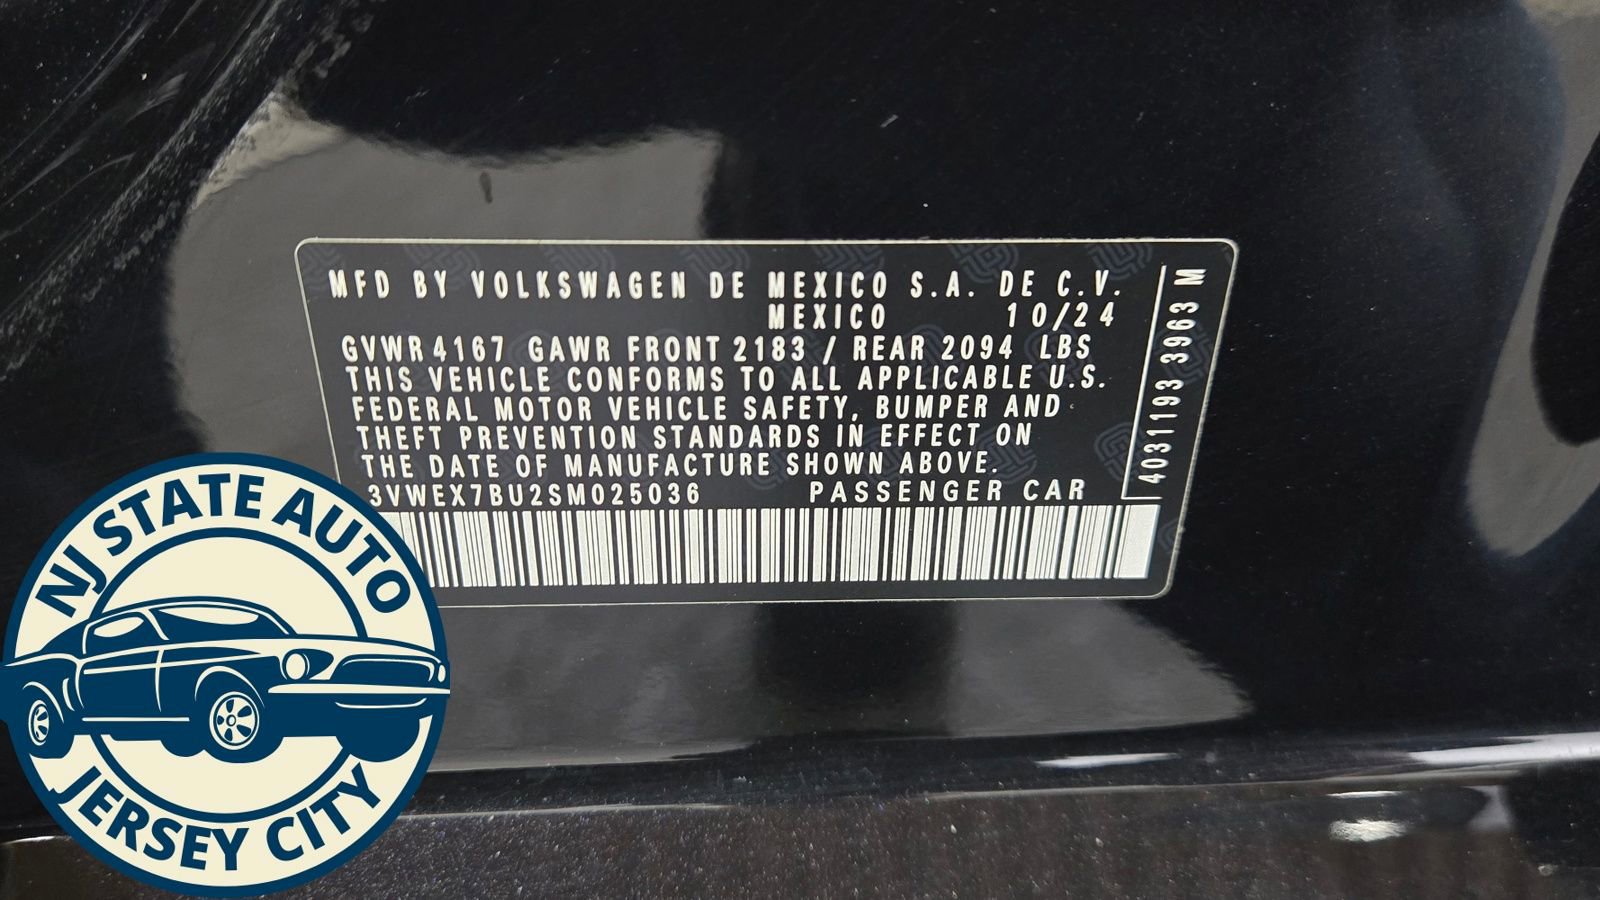 MFD BY VOLKSWAGEN DE MEXICO S.A. DE C.V.
MEXICO 10/24
GVWR 4167 GAWR FRONT 2183 / REAR 2094 LBS
THIS VEHICLE CONFORMS TO ALL APPLICABLE U.S.
FEDERAL MOTOR VEHICLE SAFETY, BUMPER AND
THEFT PREVENTION STANDARDS IN EFFECT ON
THE DATE OF MANUFACTURE SHOWN ABOVE.
3VWEX7BU2SM025036 PASSENGER CAR
4031193 3963 M
NJ STATE AUTO
JERSEY CITY